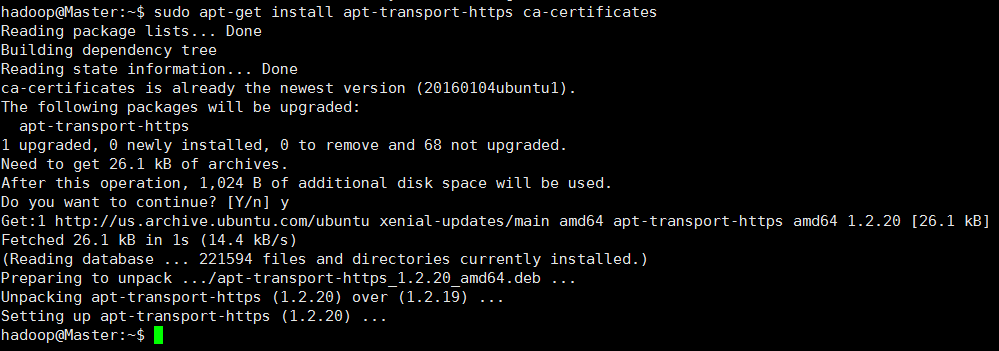 hadoop@Master:~$ sudo apt-get install apt-transport-https ca-certificates
Reading package lists... Done
Building dependency tree
Reading state information... Done
ca-certificates is already the newest version (20160104ubuntu1).
The following packages will be upgraded:
  apt-transport-https
1 upgraded, 0 newly installed, 0 to remove and 68 not upgraded.
Need to get 26.1 kB of archives.
After this operation, 1,024 B of additional disk space will be used.
Do you want to continue? [Y/n] y
Get:1 http://us.archive.ubuntu.com/ubuntu xenial-updates/main amd64 apt-transport-https amd64 1.2.20 [26.1 kB]
Fetched 26.1 kB in 1s (14.4 kB/s)
(Reading database ... 221594 files and directories currently installed.)
Preparing to unpack .../apt-transport-https_1.2.20_amd64.deb ...
Unpacking apt-transport-https (1.2.20) over (1.2.19) ...
Setting up apt-transport-https (1.2.20) ...
hadoop@Master:~$